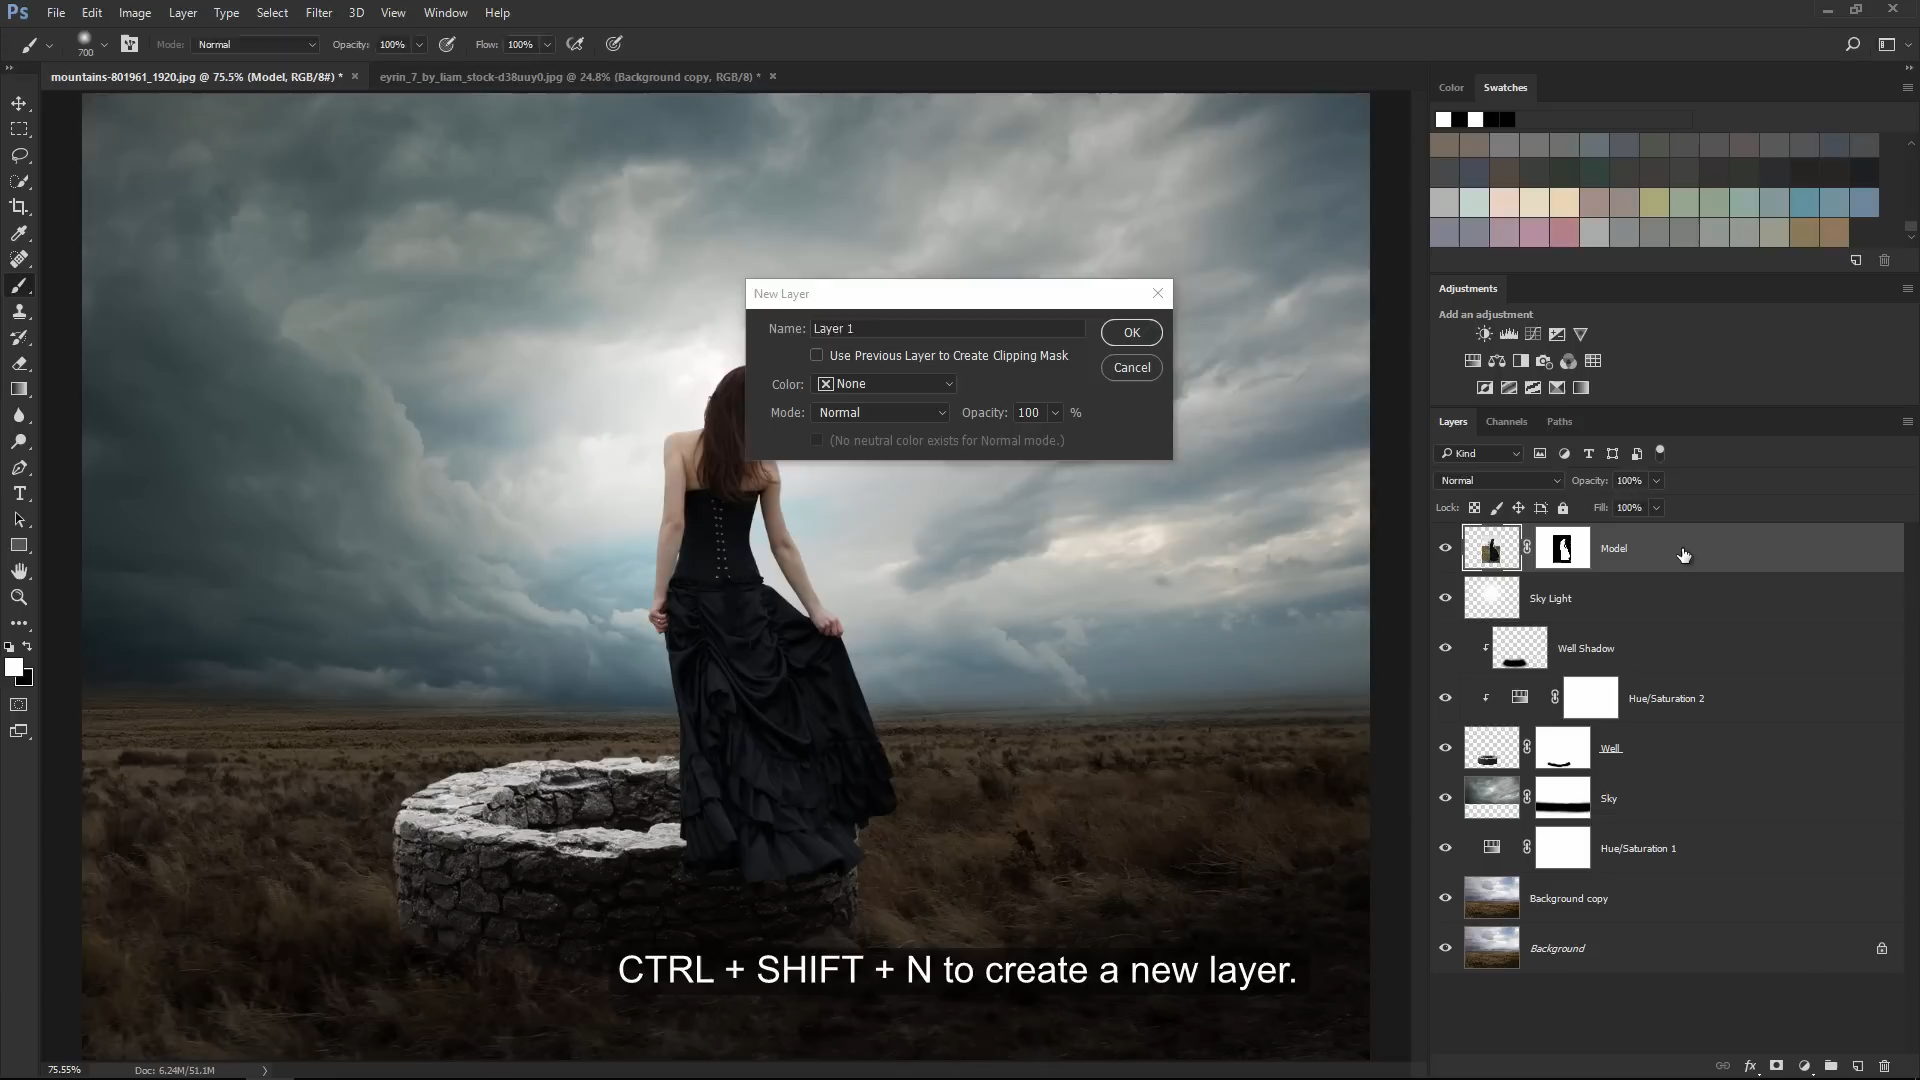 Ps File Edit Image Layer Type Select Filter 3D View Window Help
700 Mode: Normal Opacity: 100% Flow: 100%
mountains-801961_1920.jpg @ 75.5% (Model, RGB/8#) * × eyrin_7_by_liam_stock-d38uuy0.jpg @ 24.8% (Background copy, RGB/8) * ×
Color Swatches
Adjustments
Add an adjustment
New Layer
Name: Layer 1
OK
Use Previous Layer to Create Clipping Mask
Cancel
Color: None
Mode: Normal Opacity: 100 %
(No neutral color exists for Normal mode.)
Layers Channels Paths
Kind
Normal Opacity: 100%
Lock: Fill: 100%
Model
Sky Light
Well Shadow
Hue/Saturation 2
Well
Sky
Hue/Saturation 1
Background copy
Background
fx
T
CTRL + SHIFT + N to create a new layer.
75.55% Doc: 6.24M/51.1M